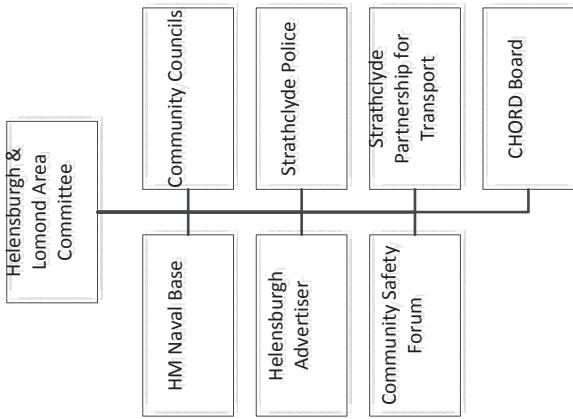 Helensburgh &
Lomond Area
Committee
HM Naval Base
Community Councils
Helensburgh
Advertiser
Strathclyde Police
Community Safety
Forum
Strathclyde
Partnership for
Transport
CHORD Board